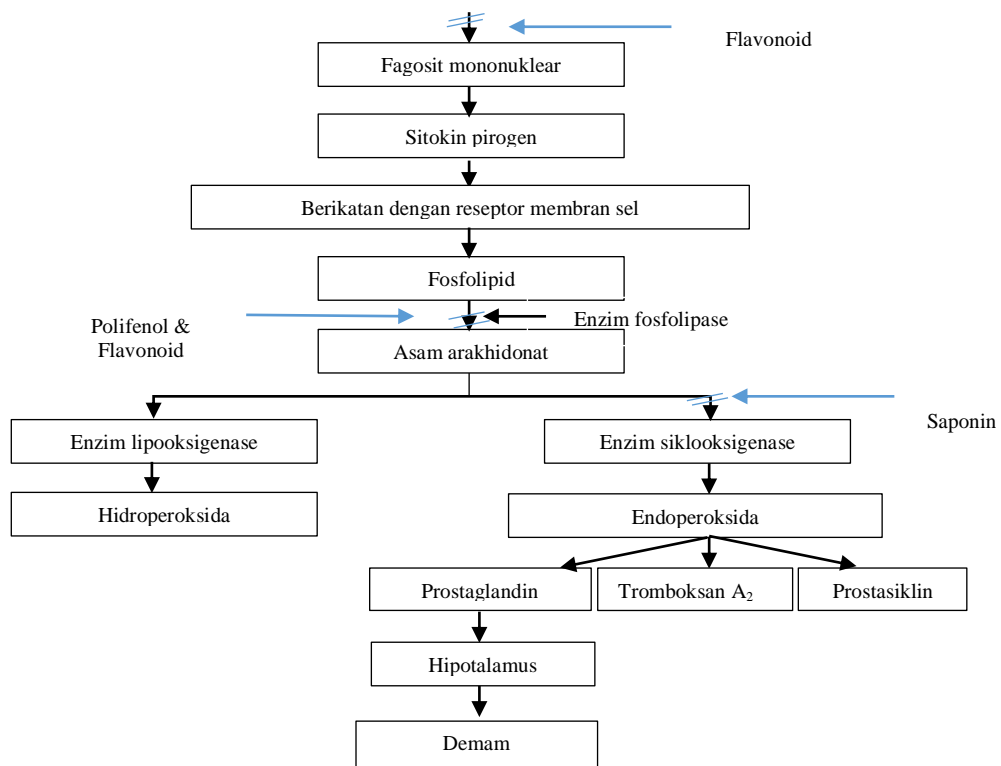 Flavonoid
Fagosit mononuklear
Sitokin pirogen
Berikatan dengan reseptor membran sel
Fosfolipid
Polifenol &
Flavonoid
Enzim fosfolipase
Asam arakhidonat
Saponin
Enzim lipooksigenase
Enzim siklooksigenase
Hidroperoksida
Endoperoksida
Prostaglandin
Tromboksan A₂
Prostasiklin
Hipotalamus
Demam